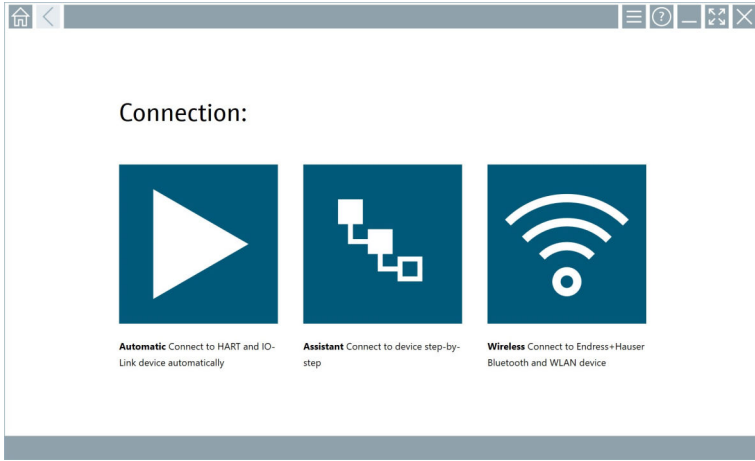 ?
Connection:
Automatic Connect to HART and IO-
Link device automatically
Assistant Connect to device step-by-
step
Wireless Connect to Endress+Hauser
Bluetooth and WLAN device